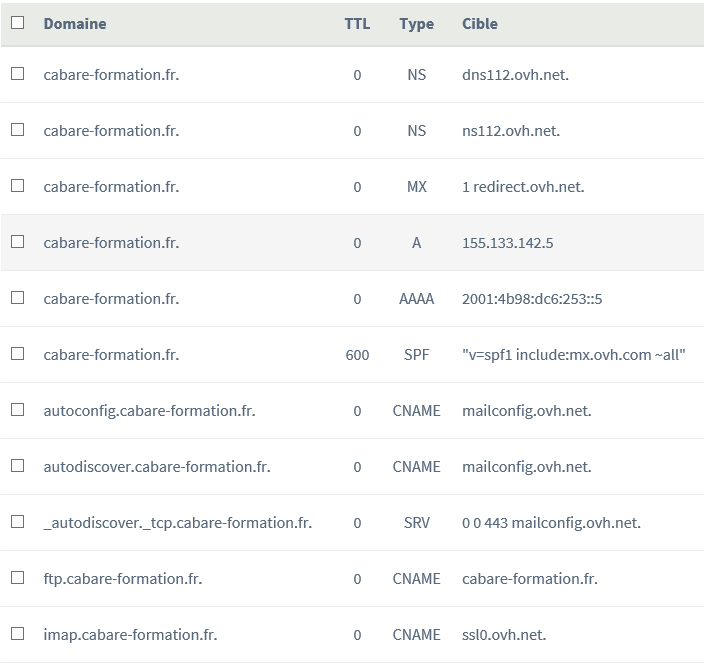 Domaine TTL Type Cible
cabare-formation.fr. 0 NS dns112.ovh.net.
cabare-formation.fr. 0 NS ns112.ovh.net.
cabare-formation.fr. 0 MX 1 redirect.ovh.net.
cabare-formation.fr. 0 A 155.133.142.5
cabare-formation.fr. 0 AAAA 2001:4b98:dc6:253::5
cabare-formation.fr. 600 SPF "v=spf1 include:mx.ovh.com ~all"
autoconfig.cabare-formation.fr. 0 CNAME mailconfig.ovh.net.
autodiscover.cabare-formation.fr. 0 CNAME mailconfig.ovh.net.
_autodiscover._tcp.cabare-formation.fr. 0 SRV 0 0 443 mailconfig.ovh.net.
ftp.cabare-formation.fr. 0 CNAME cabare-formation.fr.
imap.cabare-formation.fr. 0 CNAME ssl0.ovh.net.